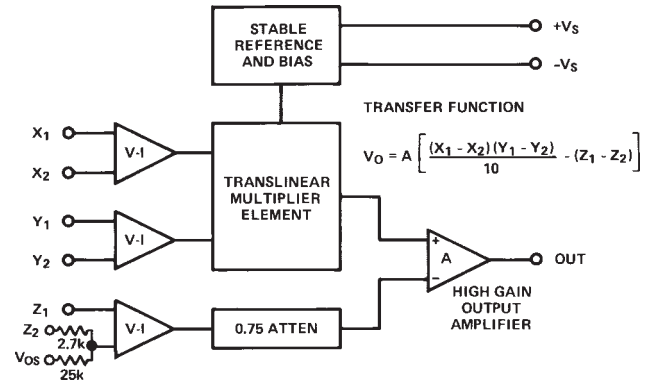 STABLE
REFERENCE
AND BIAS
+VS
–VS
TRANSFER FUNCTION
VO = A [ (X1 – X2) (Y1 – Y2) / 10 – (Z1 – Z2) ]
X1
X2
V-I
TRANSLINEAR
MULTIPLIER
ELEMENT
Y1
Y2
V-I
+
A
–
OUT
HIGH GAIN
OUTPUT
AMPLIFIER
Z1
Z2
2.7k
VOS
25k
V-I
0.75 ATTEN